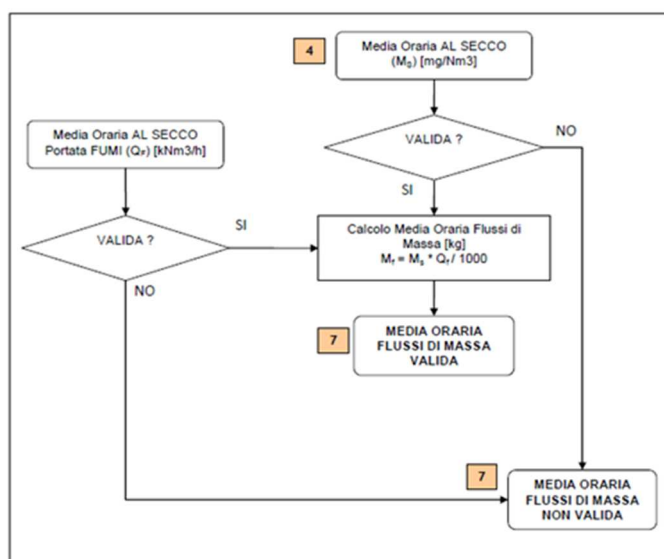 4
Media Oraria AL SECCO
(Ms) [mg/Nm3]
Media Oraria AL SECCO
Portata FUMI (QF) [kNm3/h]
VALIDA ?
NO
SI
VALIDA ?
SI
NO
Calcolo Media Oraria Flussi di
Massa [kg]
Mf = Ms * Qf / 1000
7
MEDIA ORARIA
FLUSSI DI MASSA
VALIDA
7
MEDIA ORARIA
FLUSSI DI MASSA
NON VALIDA